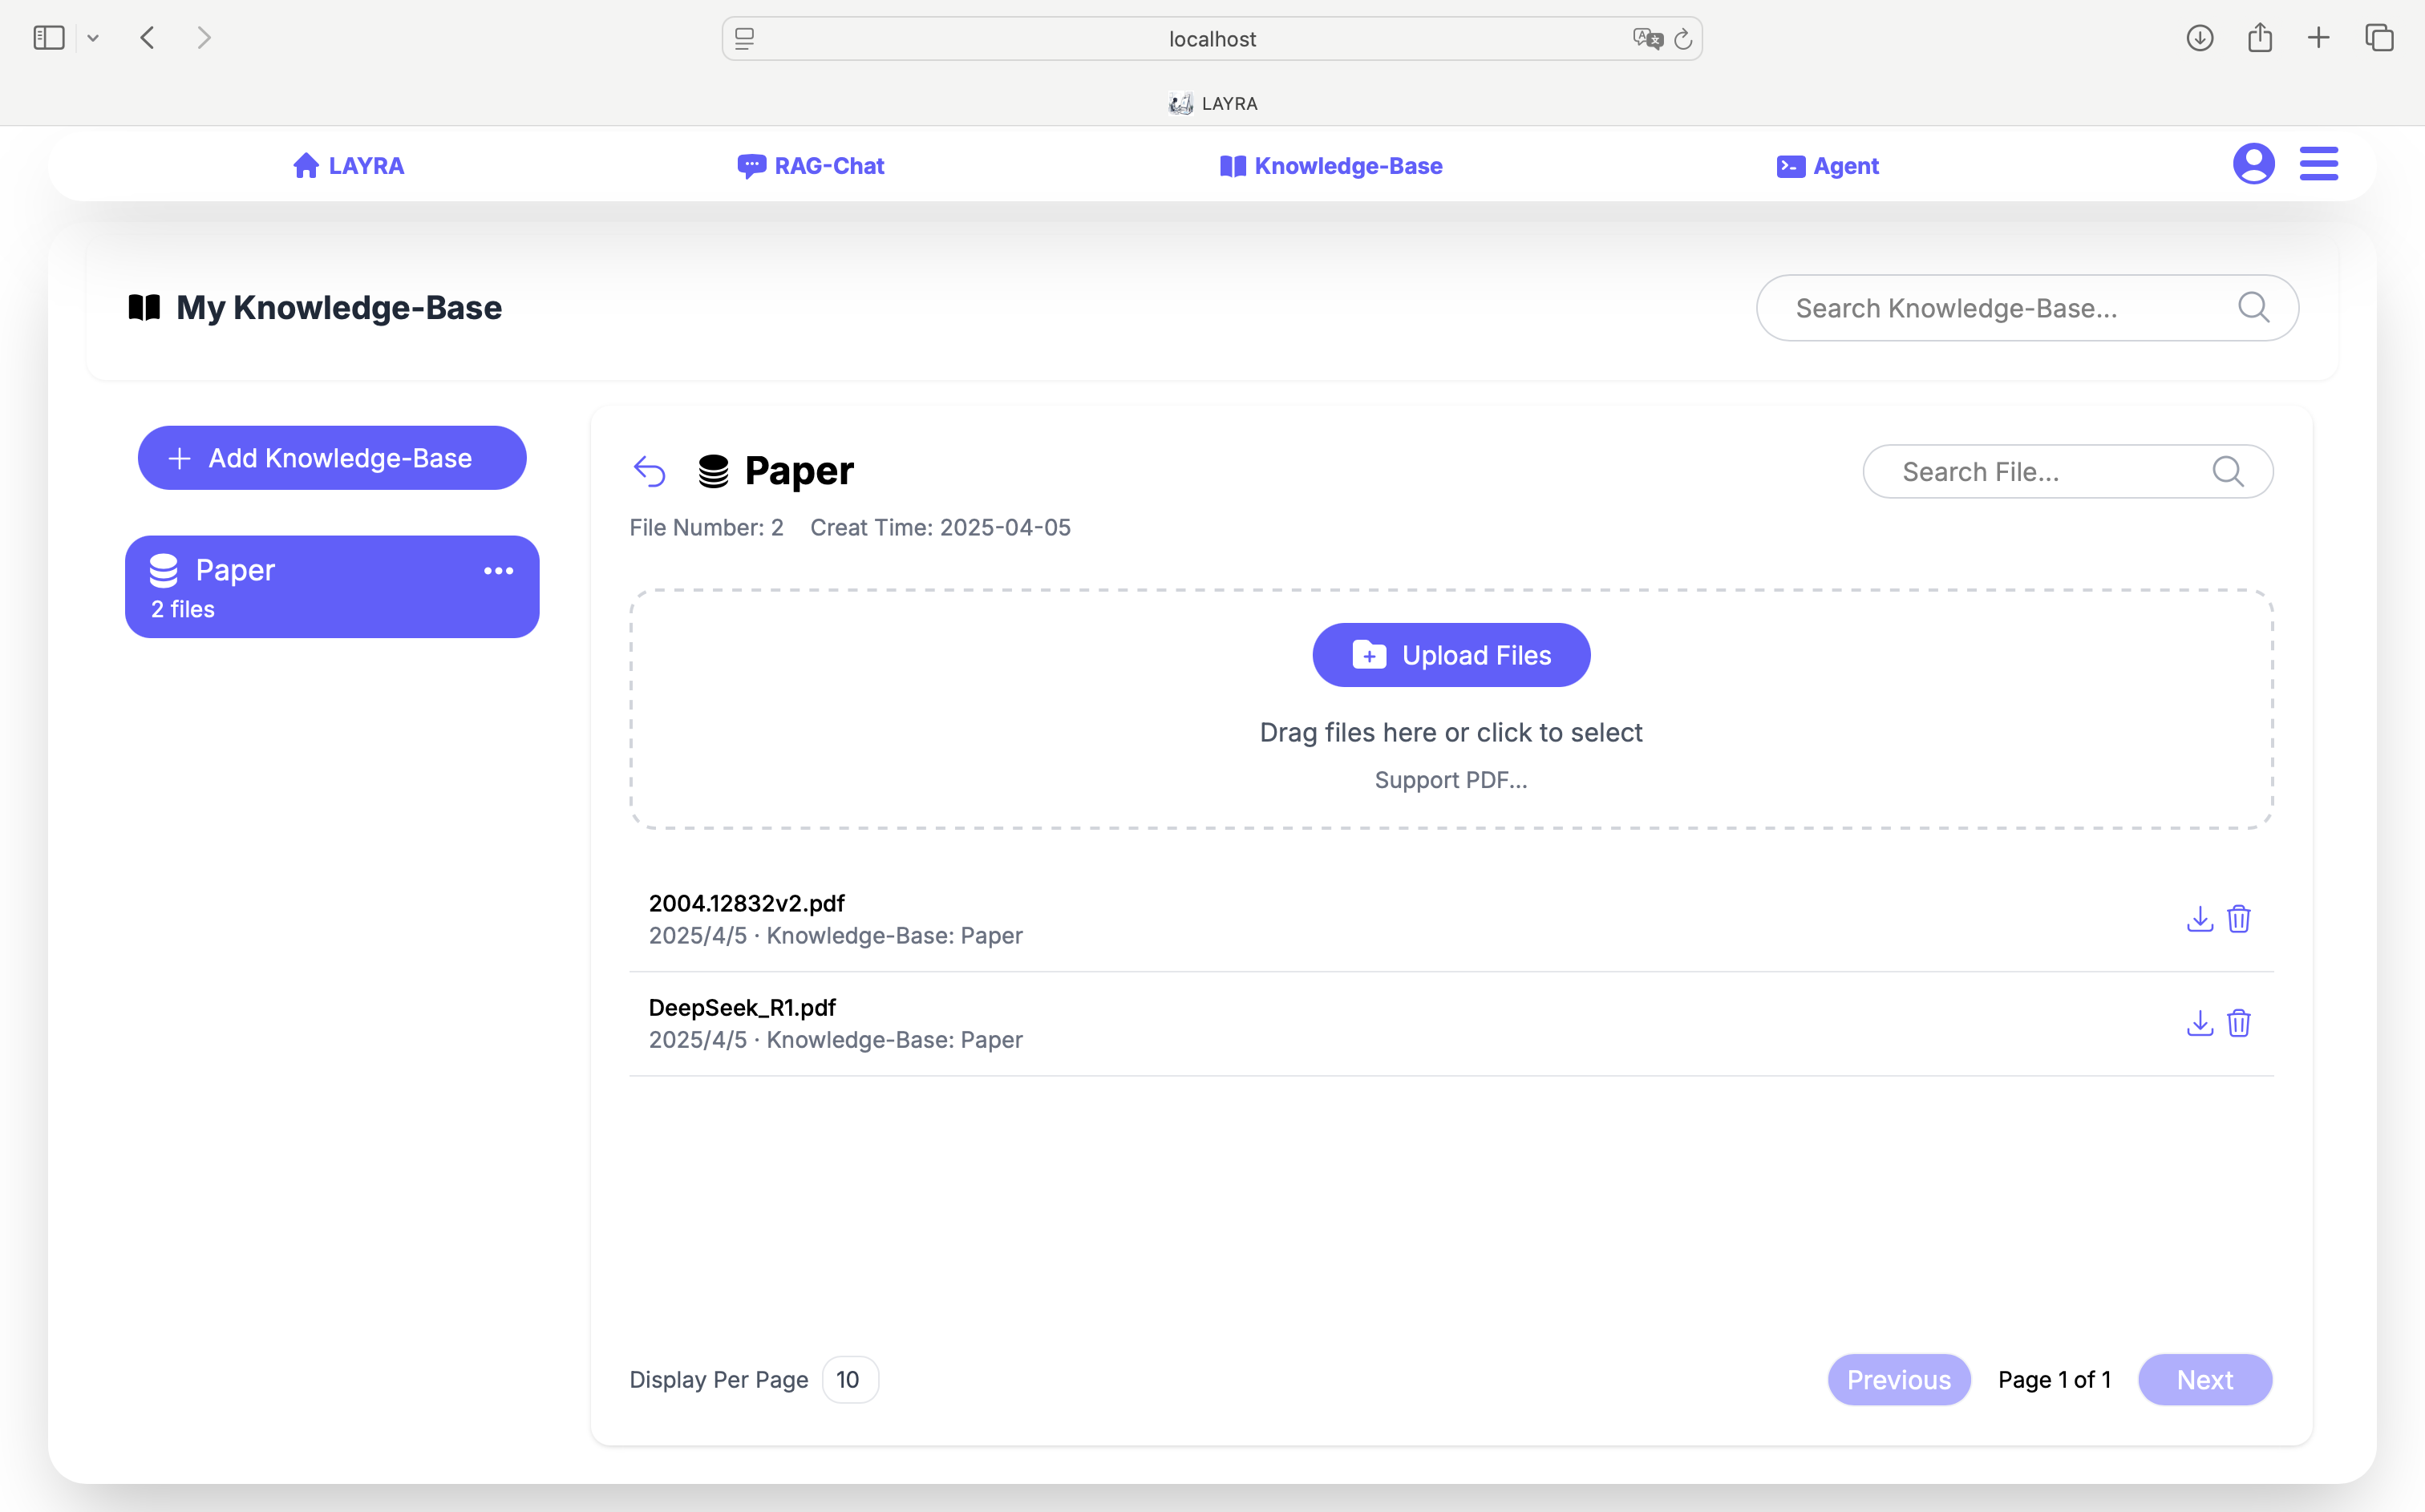 localhost
LAYRA
LAYRA
RAG-Chat
Knowledge-Base
Agent
My Knowledge-Base
Search Knowledge-Base...
Add Knowledge-Base
Paper
2 files
Paper
Search File...
File Number: 2 Creat Time: 2025-04-05
Upload Files
Drag files here or click to select
Support PDF...
2004.12832v2.pdf
2025/4/5 · Knowledge-Base: Paper
DeepSeek_R1.pdf
2025/4/5 · Knowledge-Base: Paper
Display Per Page 10
Previous
Page 1 of 1
Next